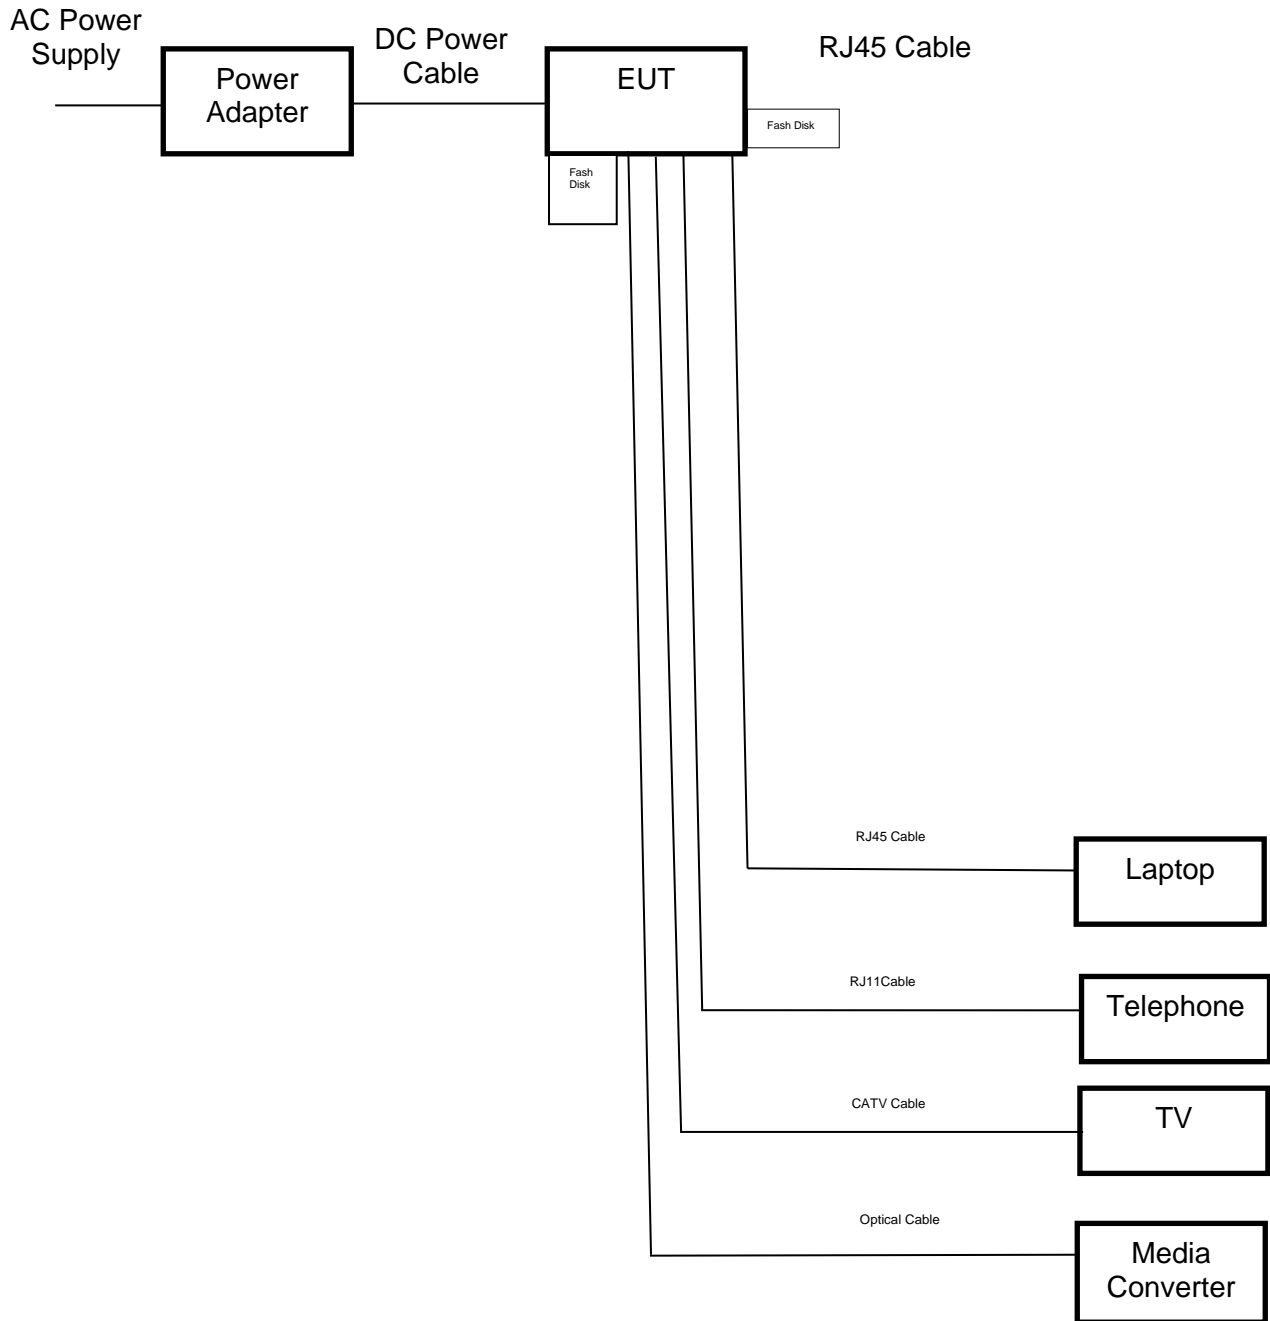 AC Power
Supply
Power
Adapter
DC Power
Cable
EUT
RJ45 Cable
Fash Disk
Fash
Disk
RJ45 Cable
Laptop
RJ11Cable
Telephone
CATV Cable
TV
Optical Cable
Media
Converter